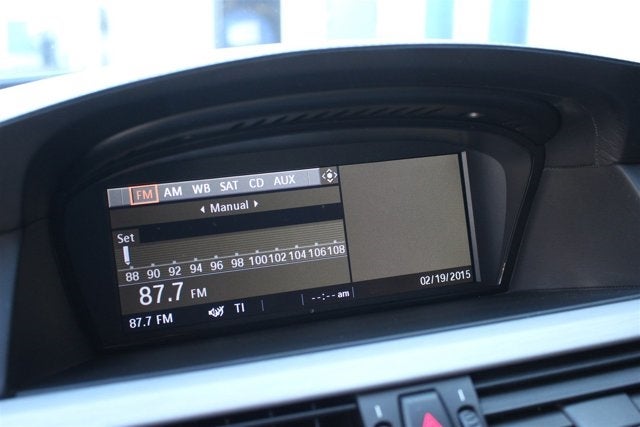 FM AM WB SAT CD AUX
Manual
Set
88 90 92 94 96 98 100 102 104 106 108
87.7 FM
02/19/2015
87.7 FM TI --:-- am